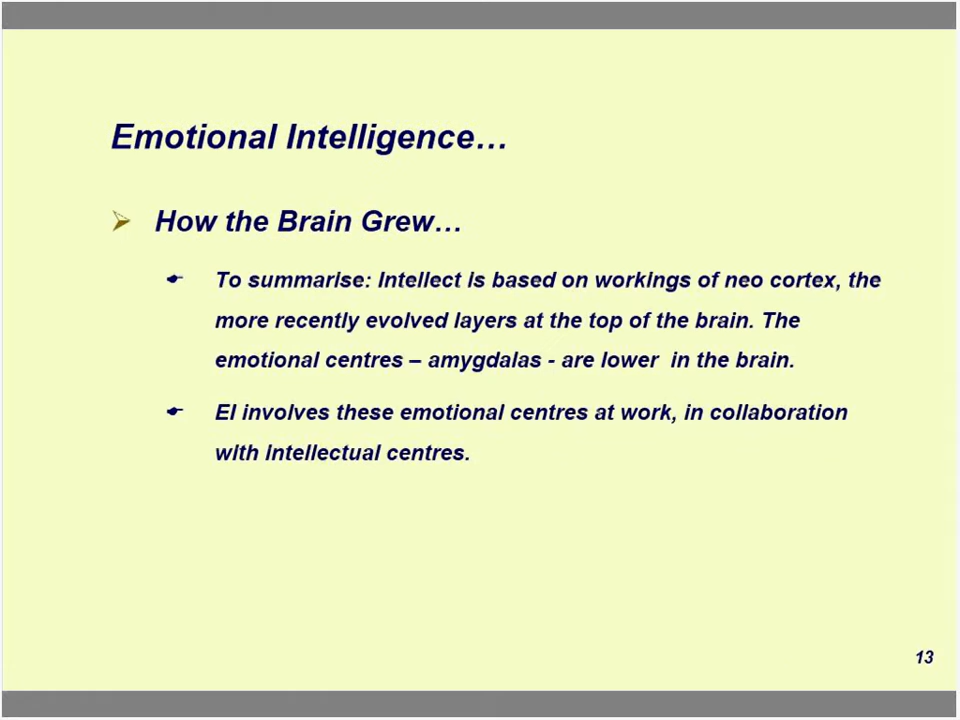 Emotional Intelligence…
How the Brain Grew…
To summarise: Intellect is based on workings of neo cortex, the
more recently evolved layers at the top of the brain. The
emotional centres – amygdalas - are lower  in the brain.
EI involves these emotional centres at work, in collaboration
with intellectual centres.
13